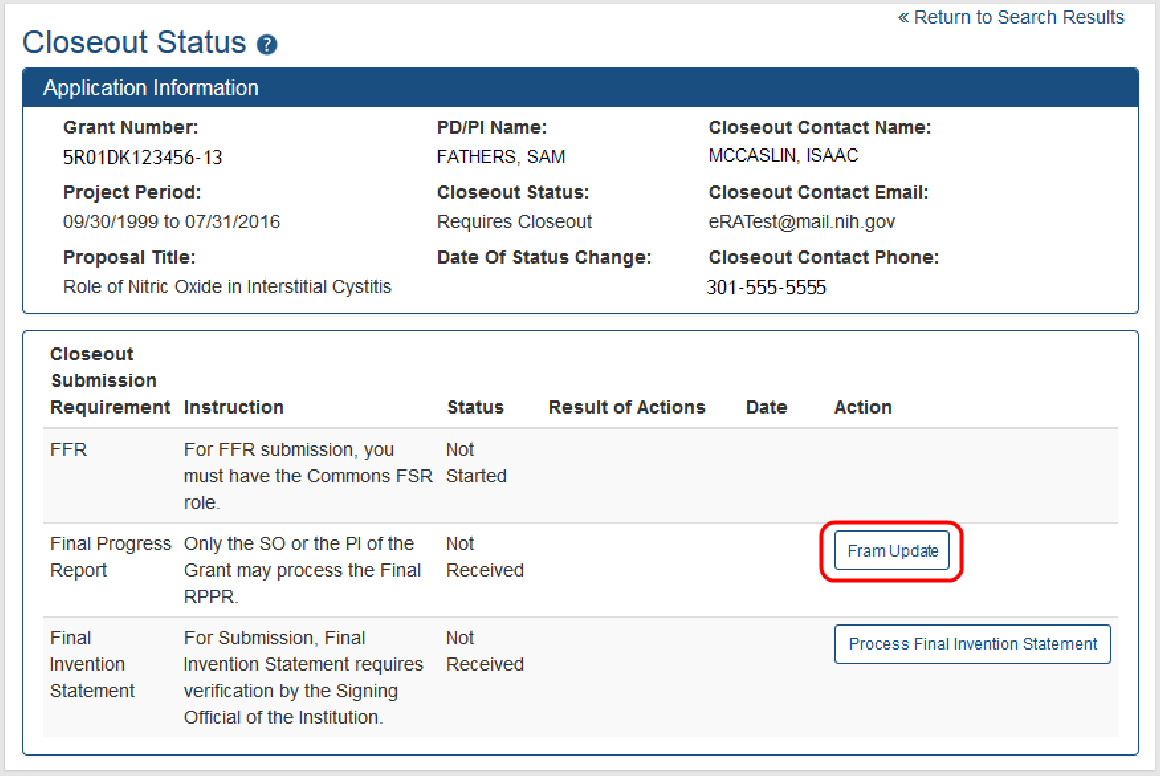 « Return to Search Results
Closeout Status ?
Application Information
Grant Number:
5R01DK123456-13
PD/PI Name:
FATHERS, SAM
Closeout Contact Name:
MCCASLIN, ISAAC
Project Period:
09/30/1999 to 07/31/2016
Closeout Status:
Requires Closeout
Closeout Contact Email:
eRATest@mail.nih.gov
Proposal Title:
Role of Nitric Oxide in Interstitial Cystitis
Date Of Status Change:
Closeout Contact Phone:
301-555-5555
Closeout
Submission
Requirement
Instruction
Status
Result of Actions
Date
Action
FFR
For FFR submission, you
must have the Commons FSR
role.
Not
Started
Final Progress
Report
Only the SO or the PI of the
Grant may process the Final
RPPR.
Not
Received
Fram Update
Final
Invention
Statement
For Submission, Final
Invention Statement requires
verification by the Signing
Official of the Institution.
Not
Received
Process Final Invention Statement